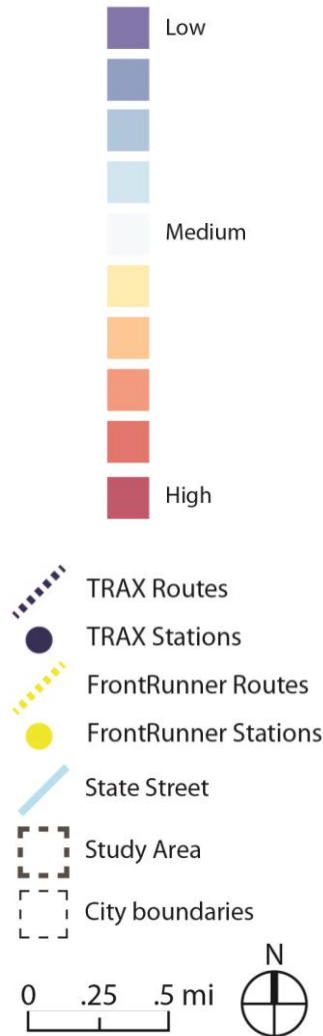 Low
Medium
High
TRAX Routes
TRAX Stations
FrontRunner Routes
FrontRunner Stations
State Street
Study Area
City boundaries
N
0 .25 .5 mi